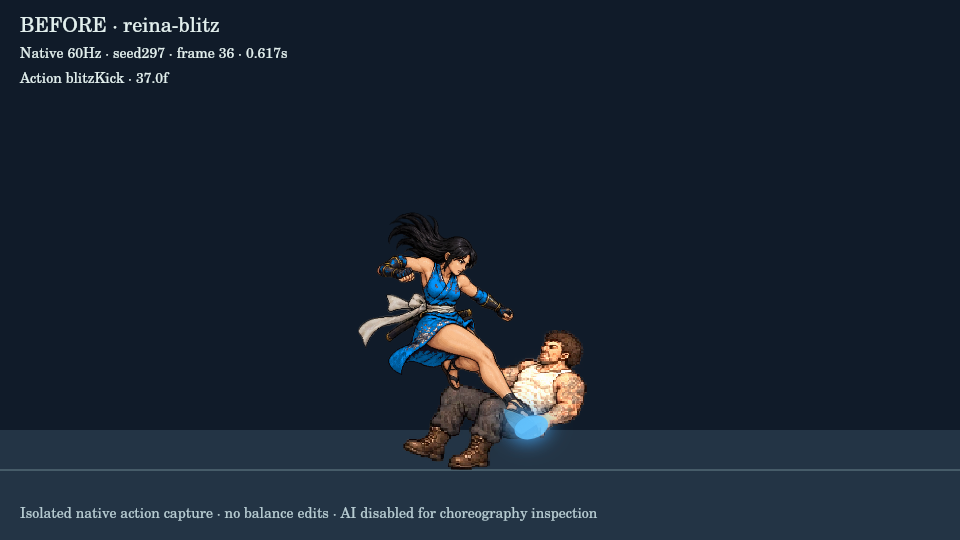 BEFORE · reina-blitz
Native 60Hz · seed297 · frame 36 · 0.617s
Action blitzKick · 37.0f
Isolated native action capture · no balance edits · AI disabled for choreography inspection